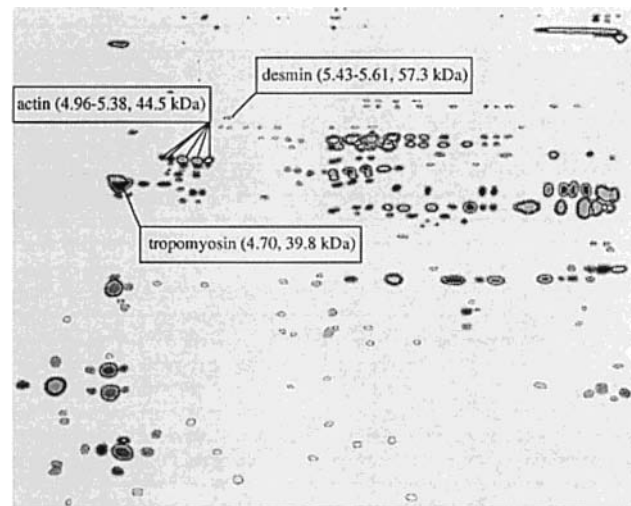 desmin (5.43-5.61, 57.3 kDa)
actin (4.96-5.38, 44.5 kDa)
tropomyosin (4.70, 39.8 kDa)